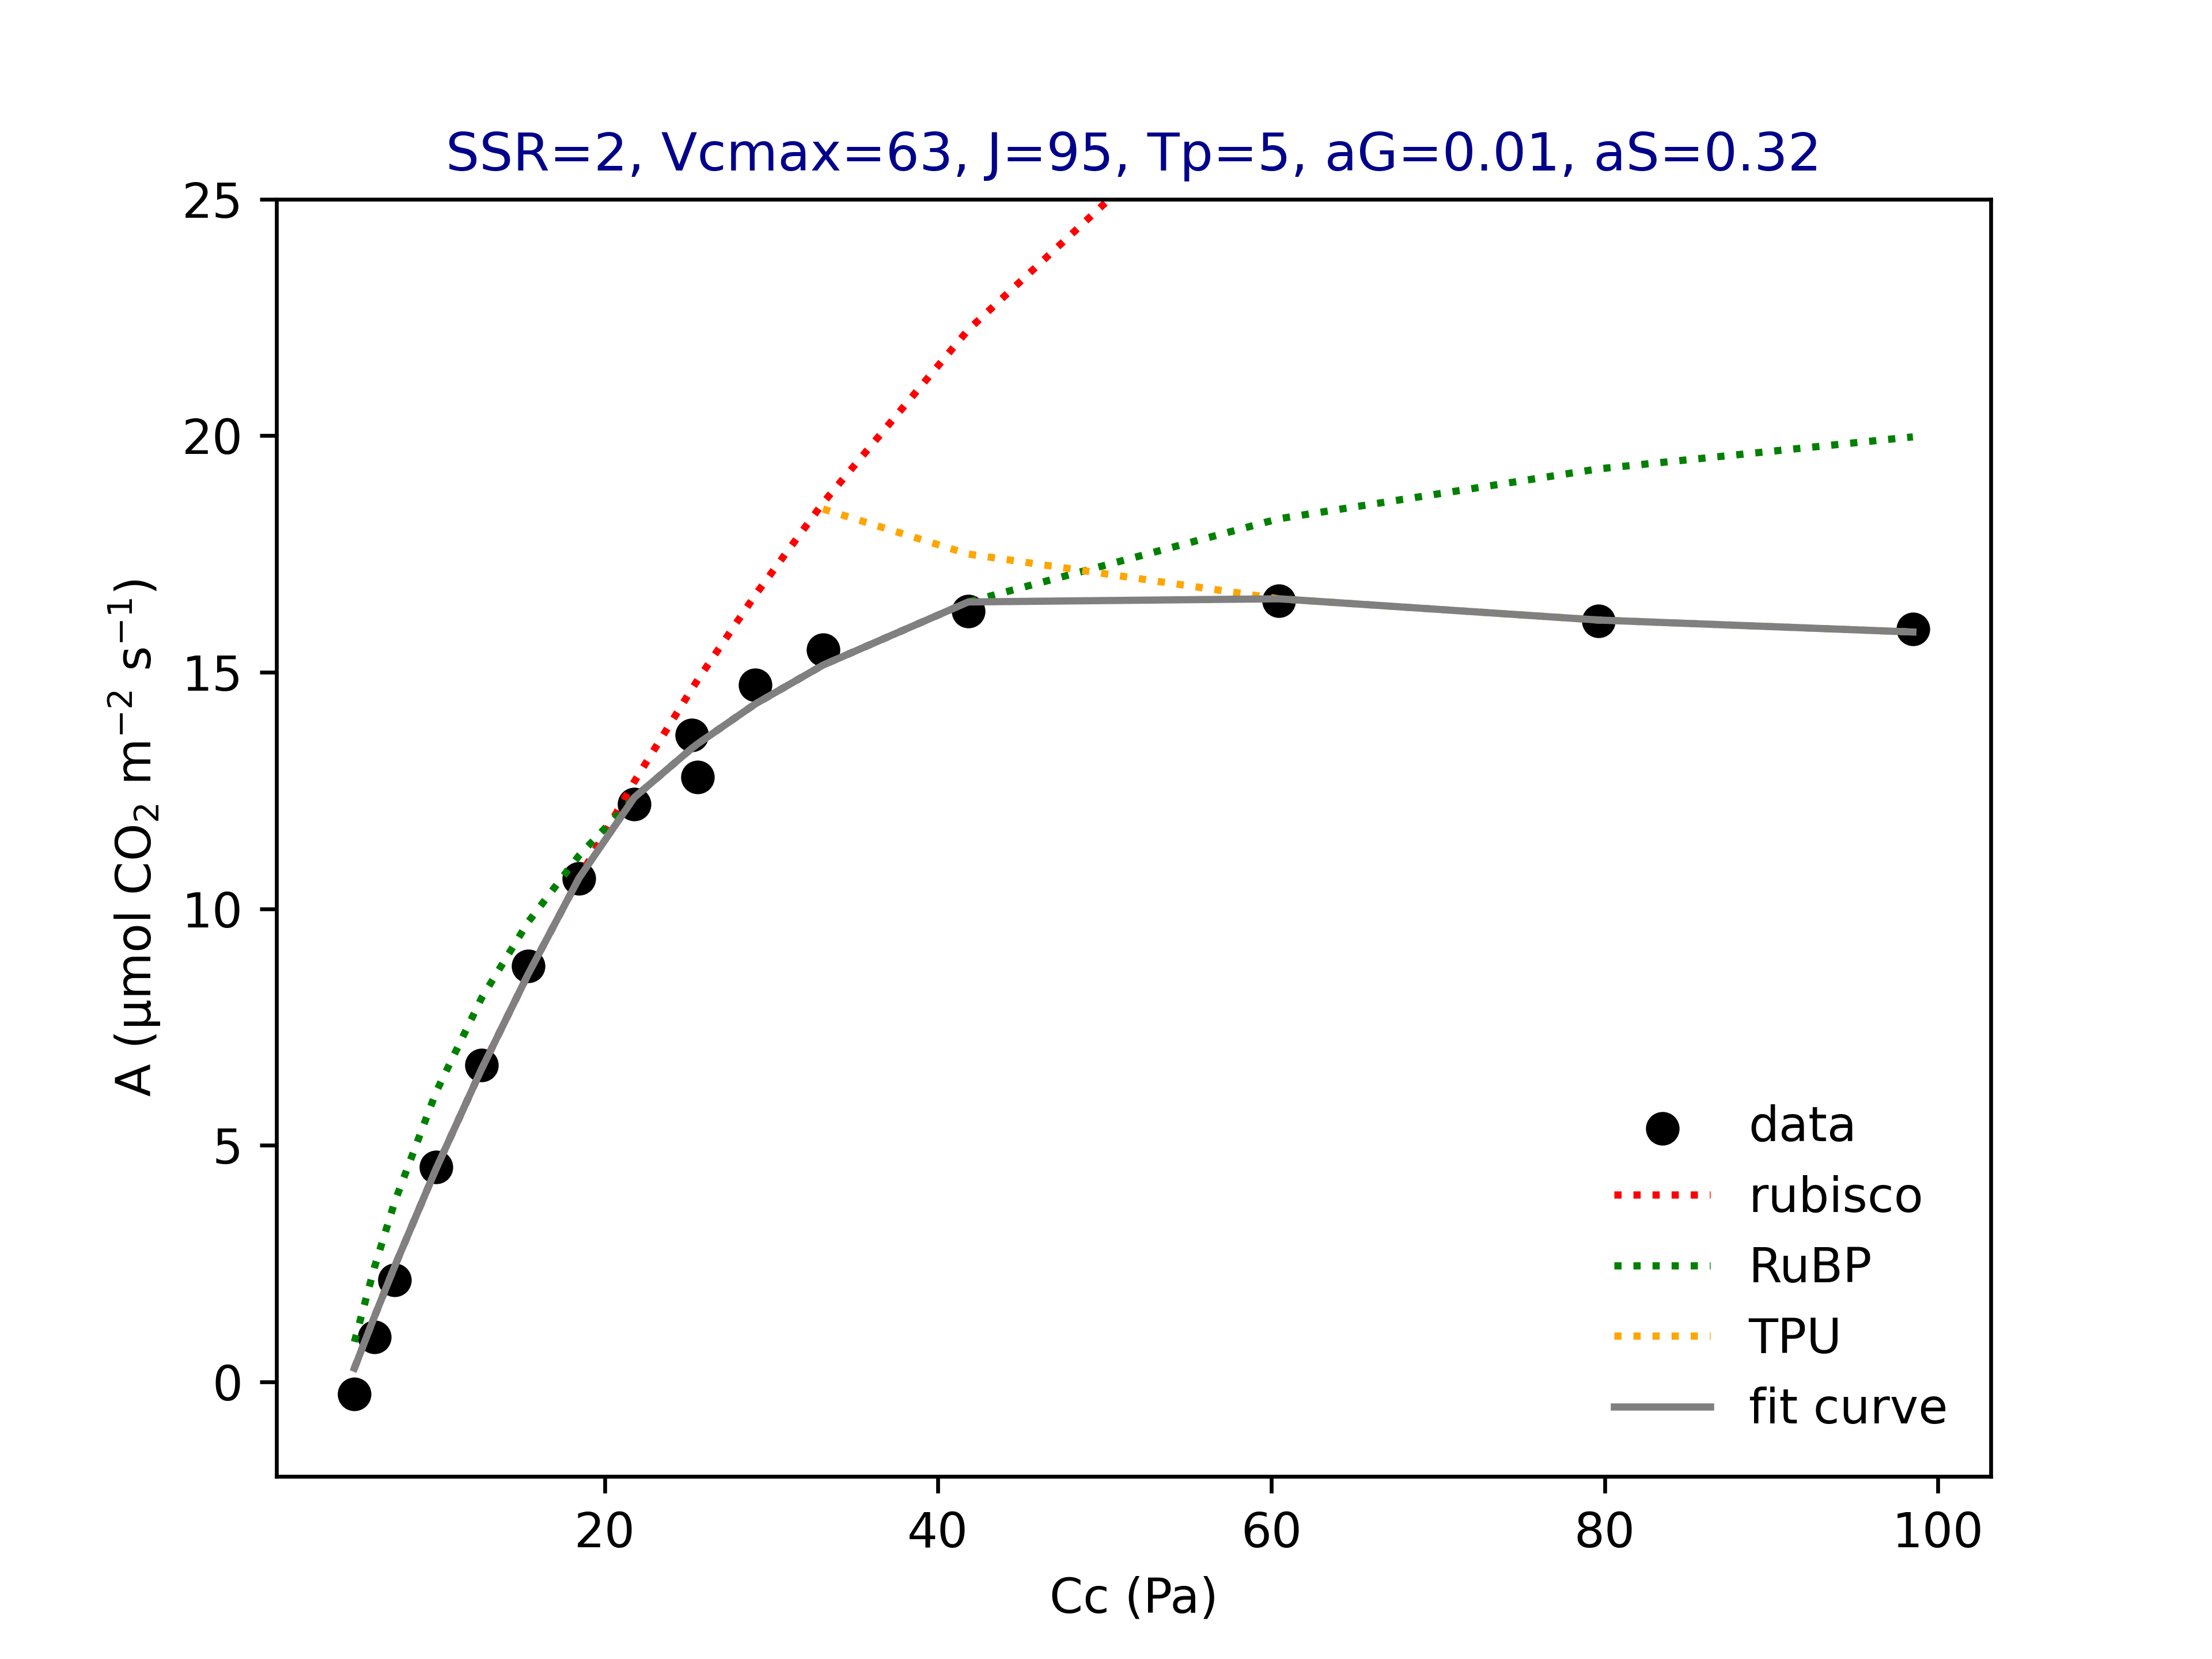 SSR=2, Vcmax=63, J=95, Tp=5, aG=0.01, aS=0.32
25
20
15
10
5
0
A (µmol CO₂ m⁻² s⁻¹)
20 40 60 80 100
Cc (Pa)
data
rubisco
RuBP
TPU
fit curve